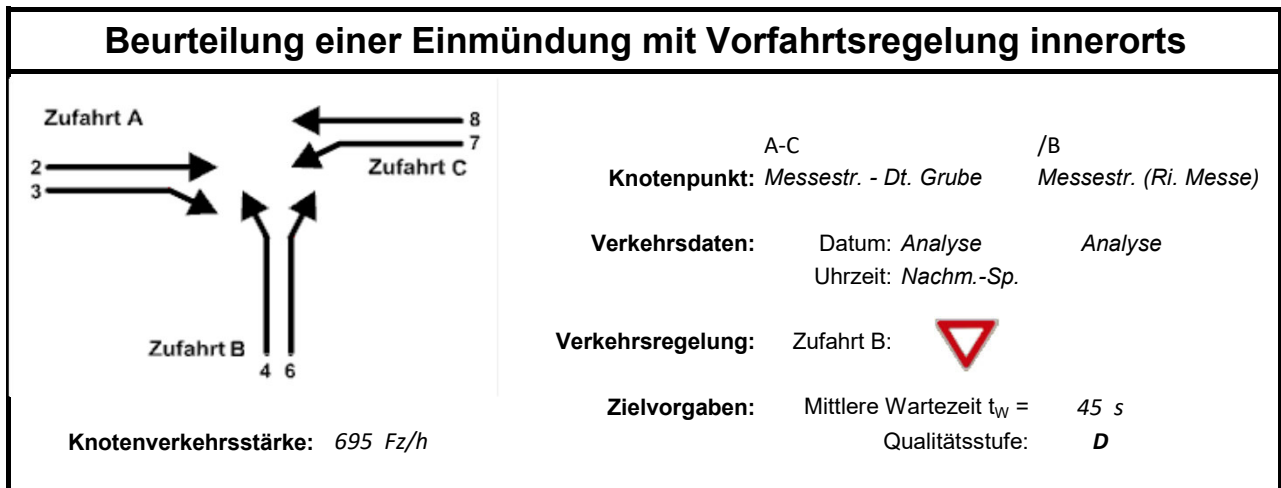 Beurteilung einer Einmündung mit Vorfahrtsregelung innerorts
Zufahrt A
8
7
Zufahrt C
2
3
Zufahrt B
4 6
Knotenverkehrsstärke: 695 Fz/h
A-C /B
Knotenpunkt: Messestr. - Dt. Grube Messestr. (Ri. Messe)
Verkehrsdaten: Datum: Analyse Analyse
Uhrzeit: Nachm.-Sp.
Verkehrsregelung: Zufahrt B:
Zielvorgaben: Mittlere Wartezeit tW = 45 s
Qualitätsstufe: D